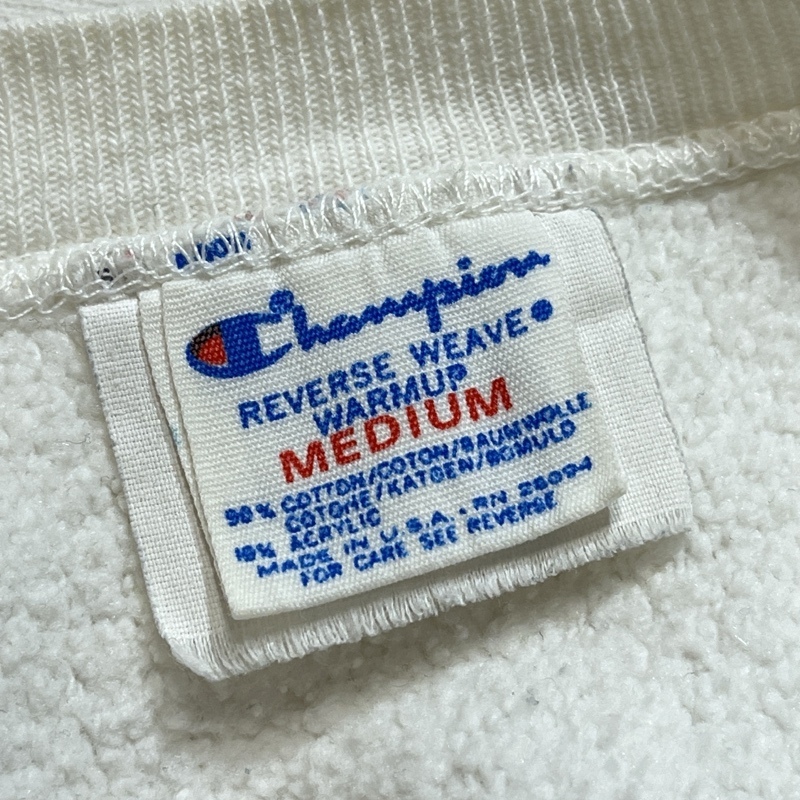 Champion
REVERSE WEAVE
WARMUP
MEDIUM
90% COTTON/COTON/BAUMWOLLE
COTONE/KATOEN/BOMULD
10% ACRYLIC
MADE IN U.S.A. - RN 26094
FOR CARE SEE REVERSE